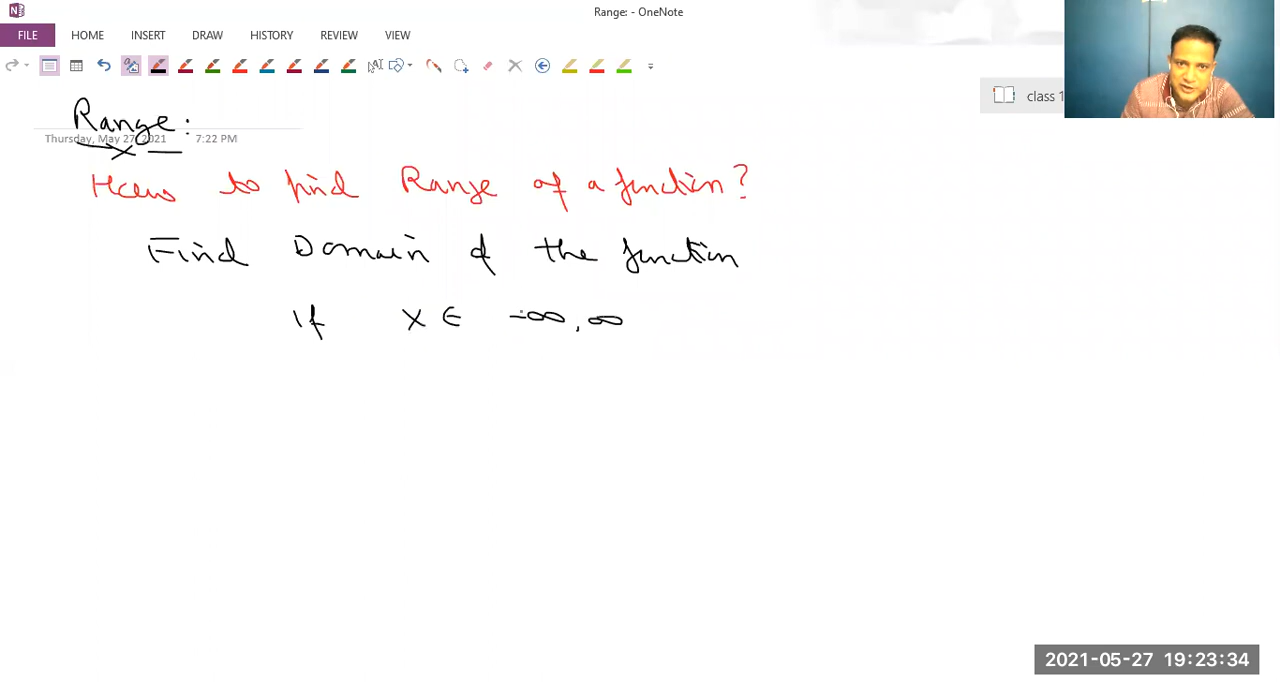 Range: - OneNote
FILE HOME INSERT DRAW HISTORY REVIEW VIEW
class 1
Range:
Thursday, May 27, 2021 7:22 PM
How to find Range of a function?
Find Domain of the function
If x ∈ -∞, ∞
2021-05-27 19:23:34